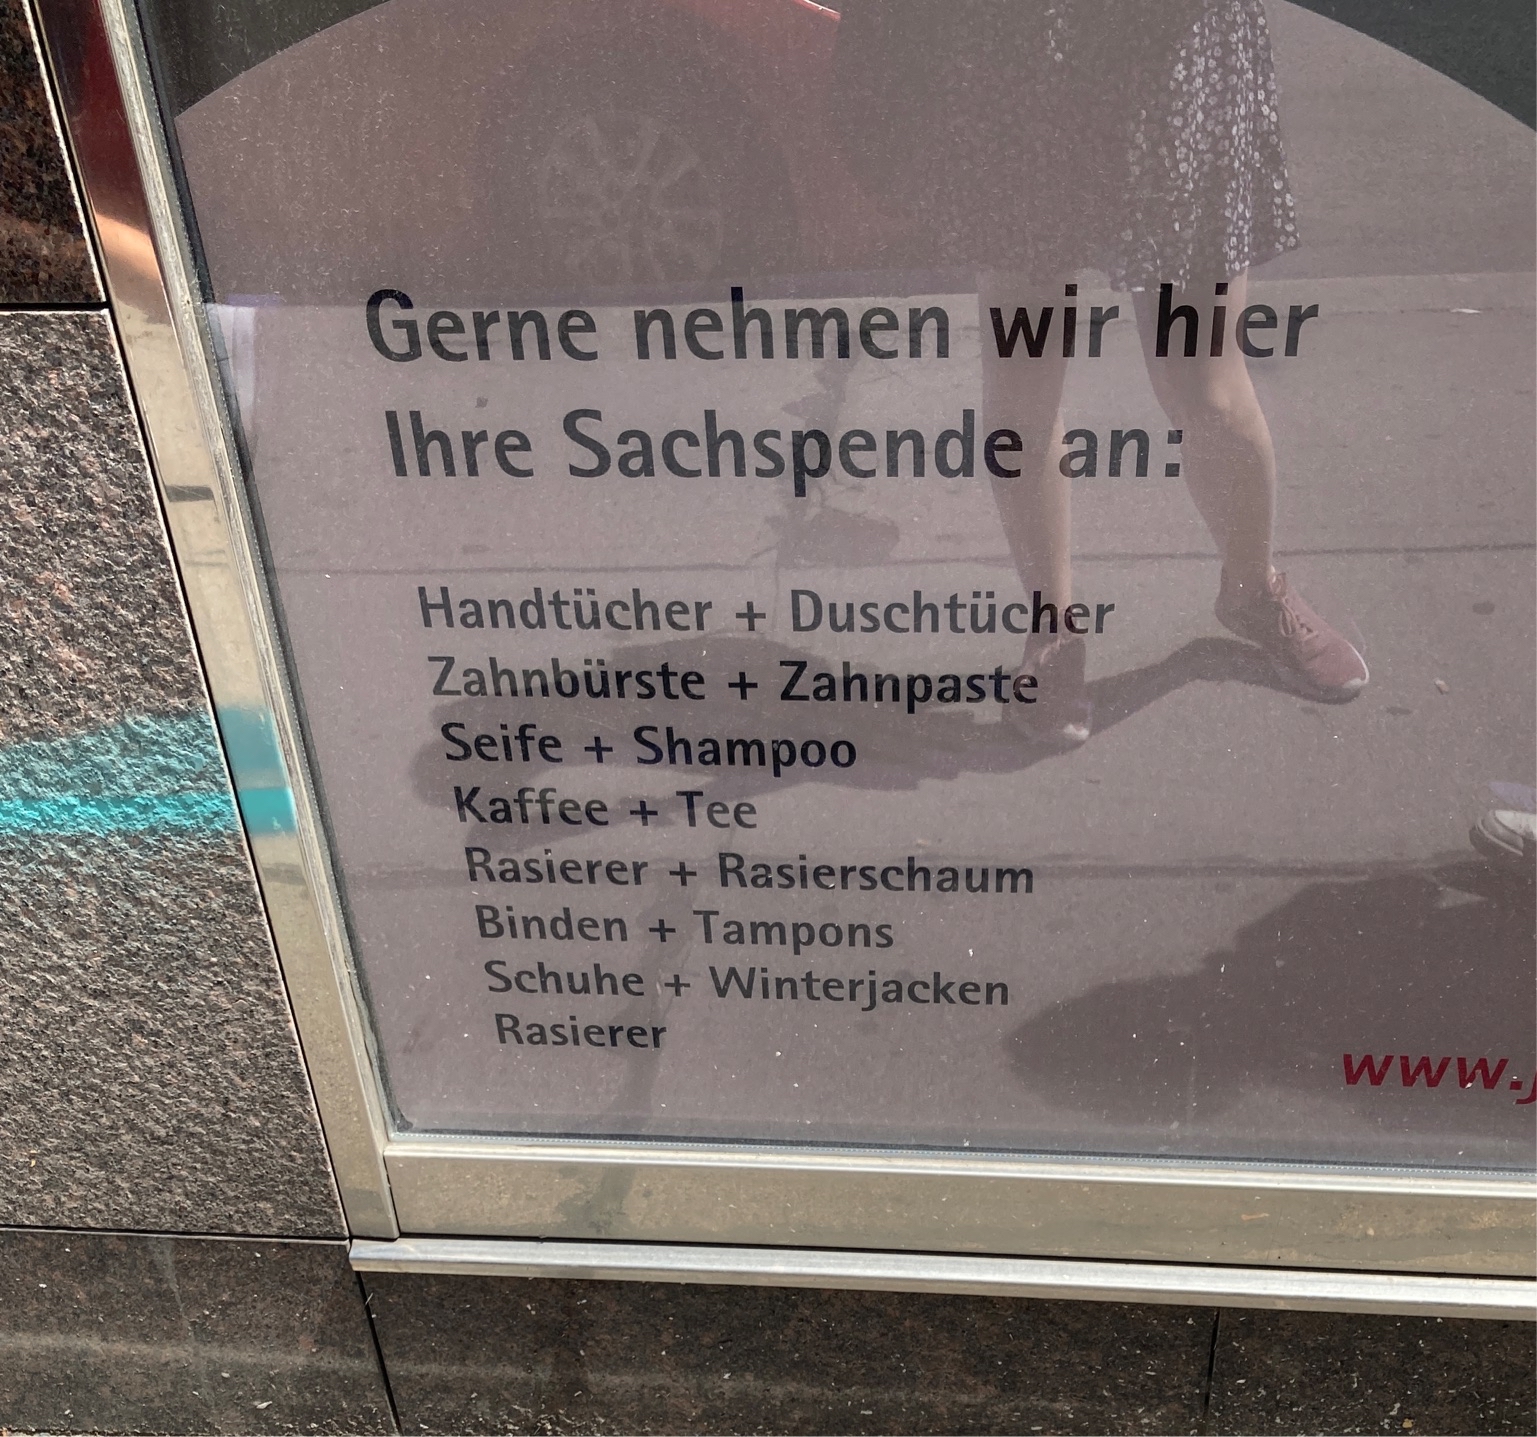 Gerne nehmen wir hier
Ihre Sachspende an:
Handtücher + Duschtücher
Zahnbürste + Zahnpaste
Seife + Shampoo
Kaffee + Tee
Rasierer + Rasierschaum
Binden + Tampons
Schuhe + Winterjacken
Rasierer
www.